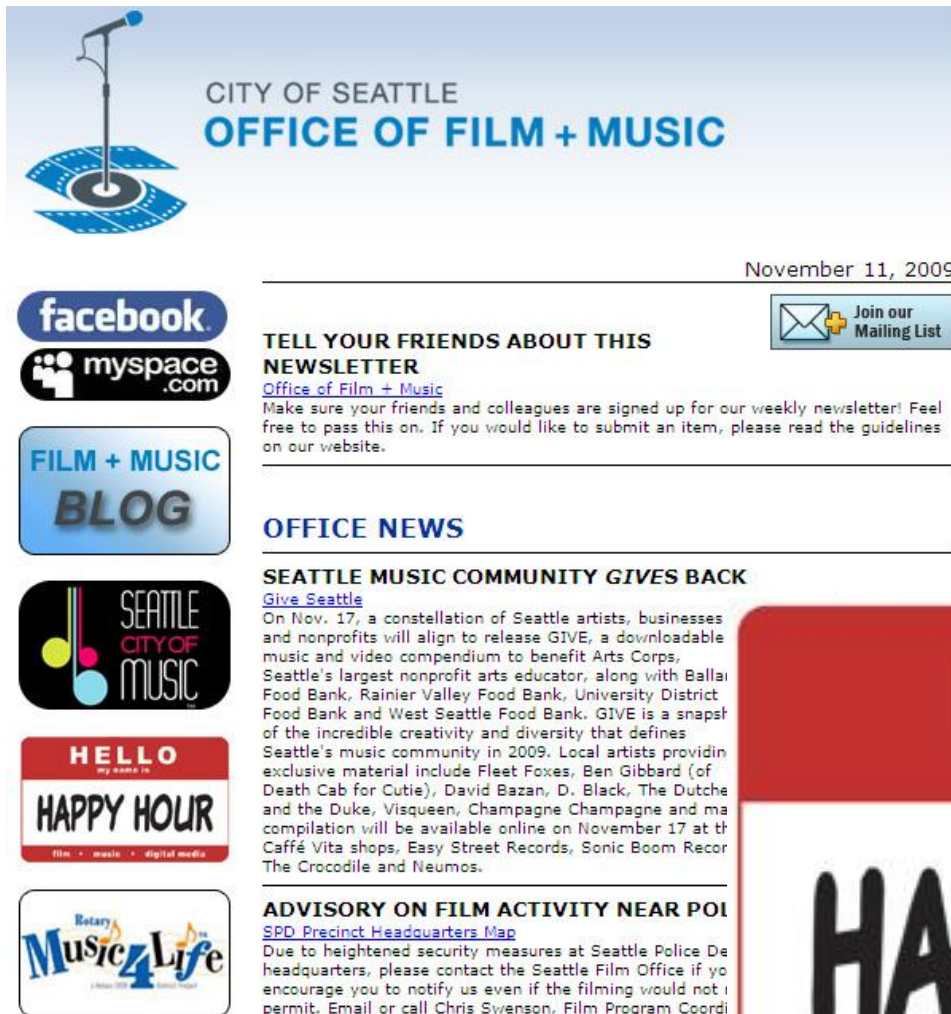 CITY OF SEATTLE
OFFICE OF FILM + MUSIC
November 11, 2009
facebook
myspace
.com
FILM + MUSIC
BLOG
SEATTLE
CITY OF
MUSIC
HELLO
my name is
HAPPY HOUR
film • music • digital media
Rotary
Music4Life
Join our
Mailing List
TELL YOUR FRIENDS ABOUT THIS
NEWSLETTER
Office of Film + Music
Make sure your friends and colleagues are signed up for our weekly newsletter! Feel
free to pass this on. If you would like to submit an item, please read the guidelines
on our website.
OFFICE NEWS
SEATTLE MUSIC COMMUNITY GIVES BACK
Give Seattle
On Nov. 17, a constellation of Seattle artists, businesses
and nonprofits will align to release GIVE, a downloadable
music and video compendium to benefit Arts Corps,
Seattle's largest nonprofit arts educator, along with
Food Bank, Rainier Valley Food Bank, University District
Food Bank and West Seattle Food Bank. GIVE is a
of the incredible creativity and diversity that defines
Seattle's music community in 2009. Local artists
exclusive material include Fleet Foxes, Ben Gibbard (of
Death Cab for Cutie), David Bazan, D. Black, The
and the Duke, Visqueen, Champagne Champagne and
compilation will be available online on November 17 at
Caffé Vita shops, Easy Street Records, Sonic Boom
The Crocodile and Neumos.
ADVISORY ON FILM ACTIVITY NEAR
SPD Precinct Headquarters Map
Due to heightened security measures at Seattle Police
headquarters, please contact the Seattle Film Office if
encourage you to notify us even if the filming would not
permit. Email or call Chris Swenson, Film Program
HA